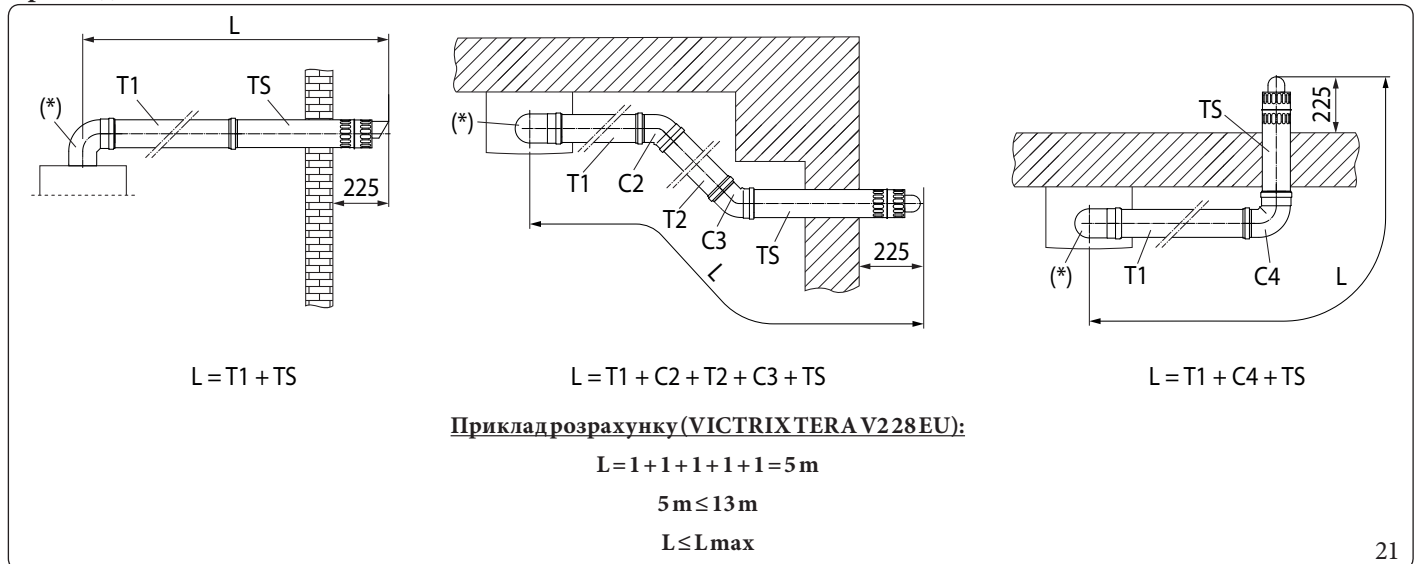 L
T1
TS
(*)
225
L = T1 + TS
(*)
T1
C2
T2
C3
TS
225
L
L = T1 + C2 + T2 + C3 + TS
TS
225
(*)
T1
C4
L
L = T1 + C4 + TS
Приклад розрахунку (VICTRIX TERA V2 28 EU):
L = 1 + 1 + 1 + 1 + 1 = 5 m
5 m ≤ 13 m
L ≤ L max
21